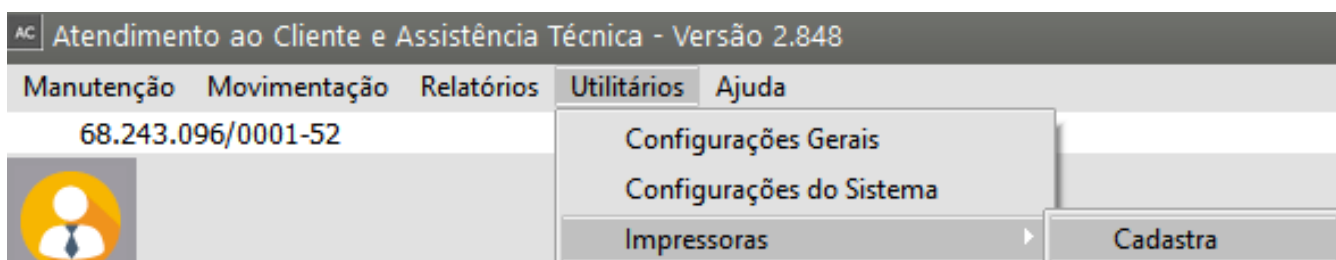 AC Atendimento ao Cliente e Assistência Técnica - Versão 2.848
Manutenção Movimentação Relatórios Utilitários Ajuda
68.243.096/0001-52
Configurações Gerais
Configurações do Sistema
Impressoras Cadastra